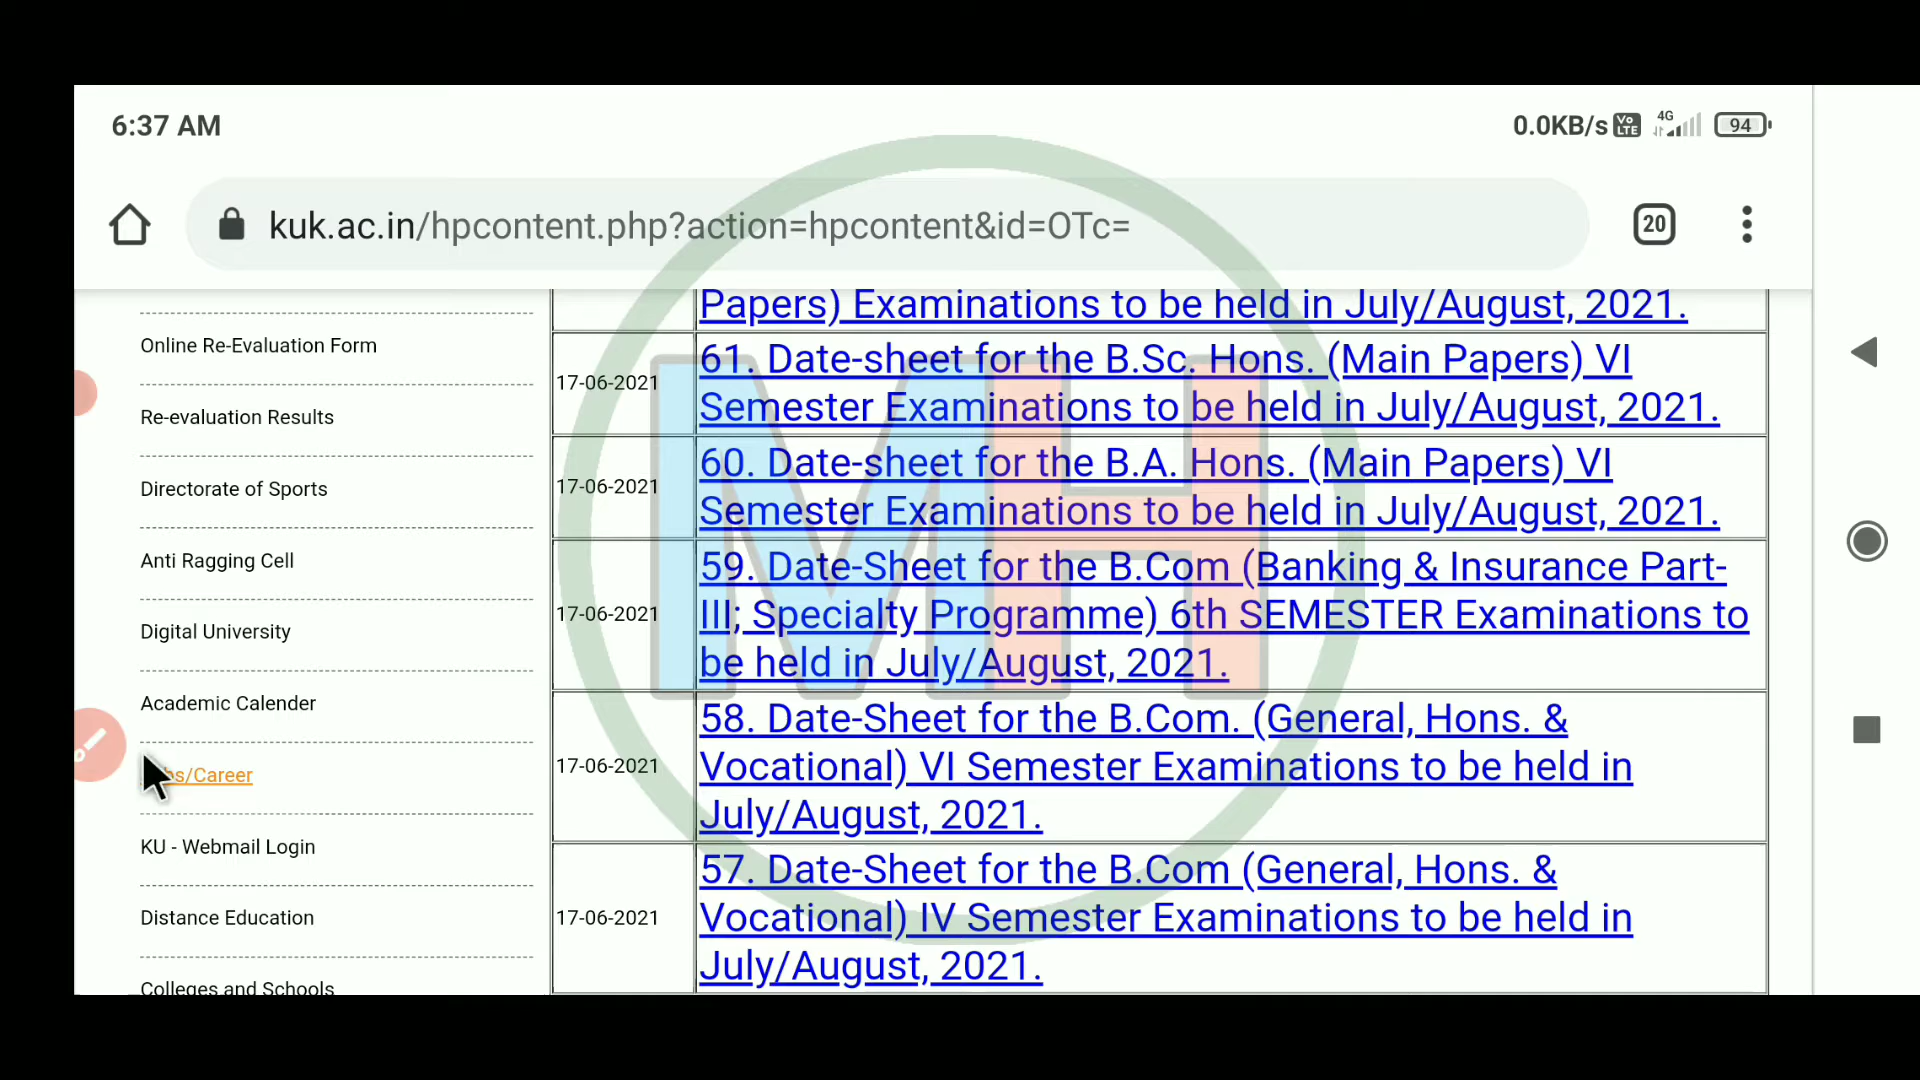 6:37 AM
0.0KB/s Vo LTE 4G 94
kuk.ac.in/hpcontent.php?action=hpcontent&id=OTc=
20
Online Re-Evaluation Form
Re-evaluation Results
Directorate of Sports
Anti Ragging Cell
Digital University
Academic Calender
/Career
KU - Webmail Login
Distance Education
Colleges and Schools
Papers) Examinations to be held in July/August, 2021.
17-06-2021
61. Date-sheet for the B.Sc. Hons. (Main Papers) VI
Semester Examinations to be held in July/August, 2021.
17-06-2021
60. Date-sheet for the B.A. Hons. (Main Papers) VI
Semester Examinations to be held in July/August, 2021.
17-06-2021
59. Date-Sheet for the B.Com (Banking & Insurance Part-
III; Specialty Programme) 6th SEMESTER Examinations to
be held in July/August, 2021.
17-06-2021
58. Date-Sheet for the B.Com. (General, Hons. &
Vocational) VI Semester Examinations to be held in
July/August, 2021.
17-06-2021
57. Date-Sheet for the B.Com (General, Hons. &
Vocational) IV Semester Examinations to be held in
July/August, 2021.
MH